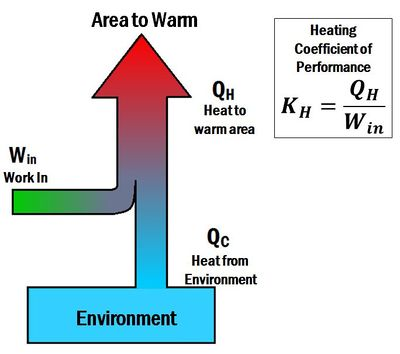 Area to Warm
Heating
Coefficient of
Performance
K_H = Q_H / W_in
Q_H
Heat to
warm area
W_in
Work In
Q_C
Heat from
Environment
Environment